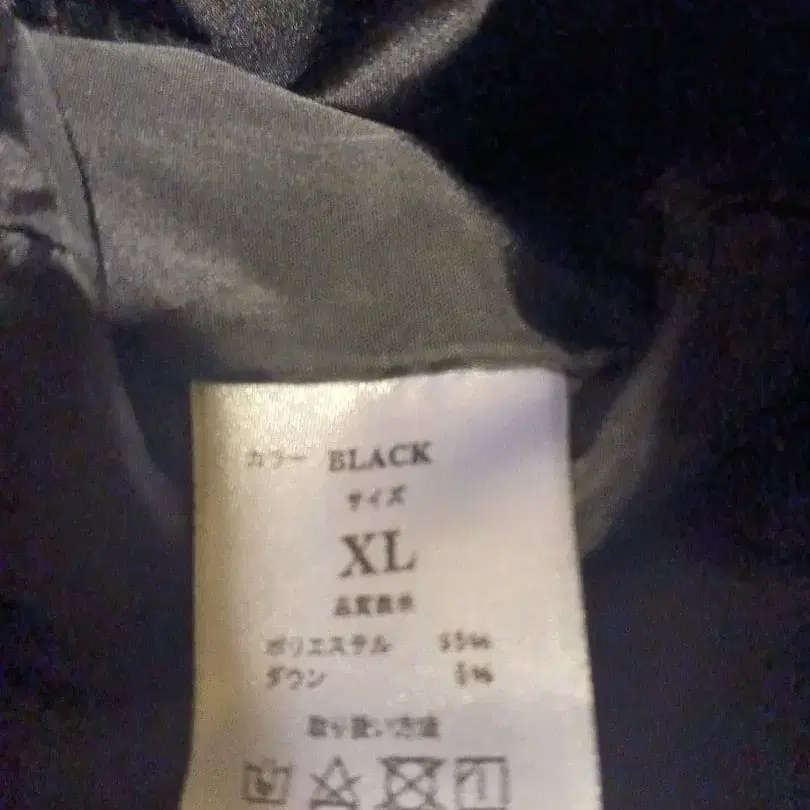 カラー BLACK
サイズ
XL
品質表示
ポリエステル
ダウン
取り扱い方法